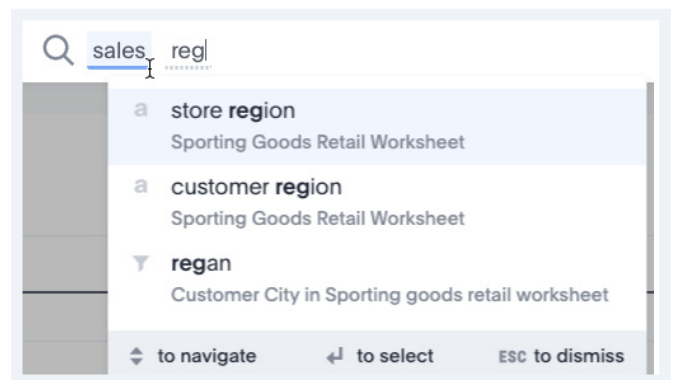 sales reg
a store region
Sporting Goods Retail Worksheet
a customer region
Sporting Goods Retail Worksheet
regan
Customer City in Sporting goods retail worksheet
to navigate to select ESC to dismiss